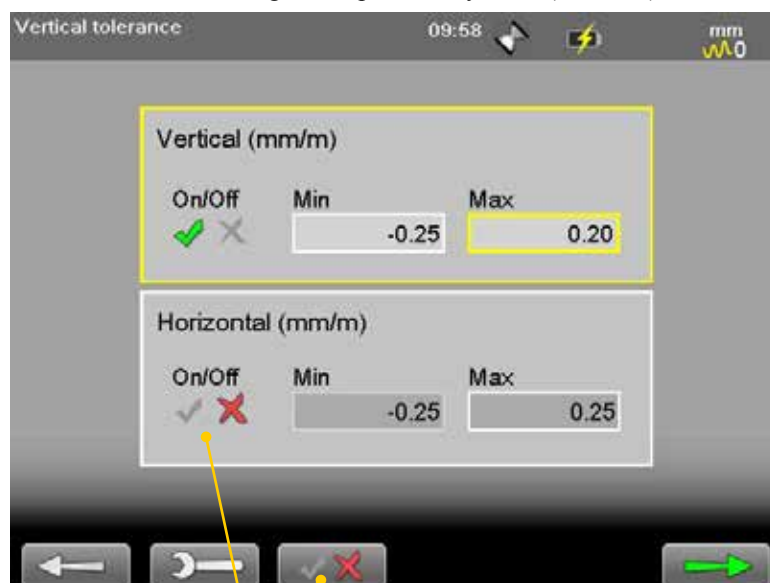 Vertical tolerance 09:58 mm
0
Vertical (mm/m)
On/Off Min Max
-0.25 0.20
Horizontal (mm/m)
On/Off Min Max
-0.25 0.25